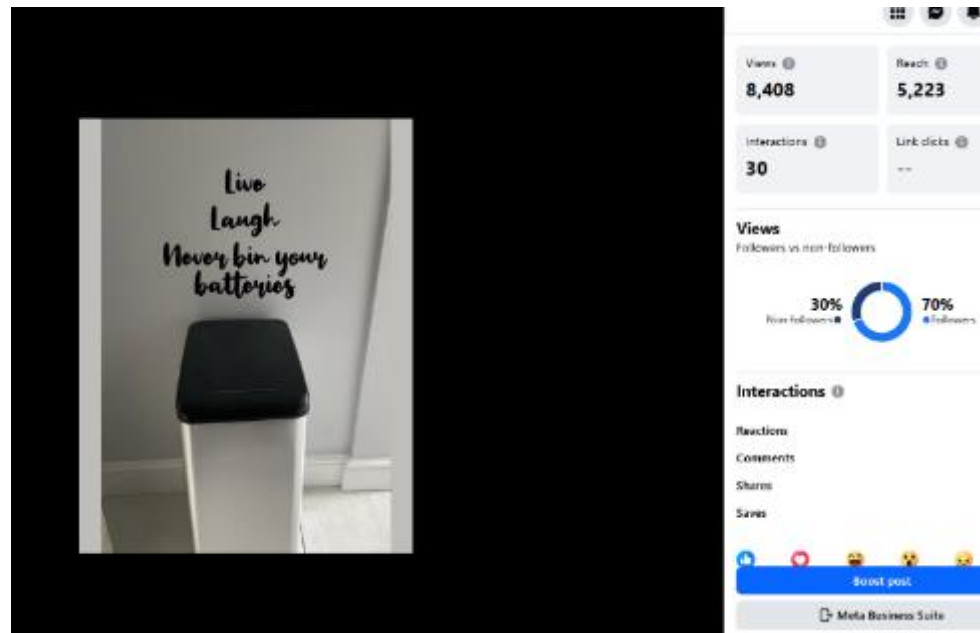 Live
Laugh
Never bin your
batteries
Views
8,408
Reach
5,223
Interactions
30
Link clicks
--
Views
Followers vs non-followers
30%
Non-followers
70%
Followers
Interactions
Reactions
Comments
Shares
Saves
Boost post
Meta Business Suite